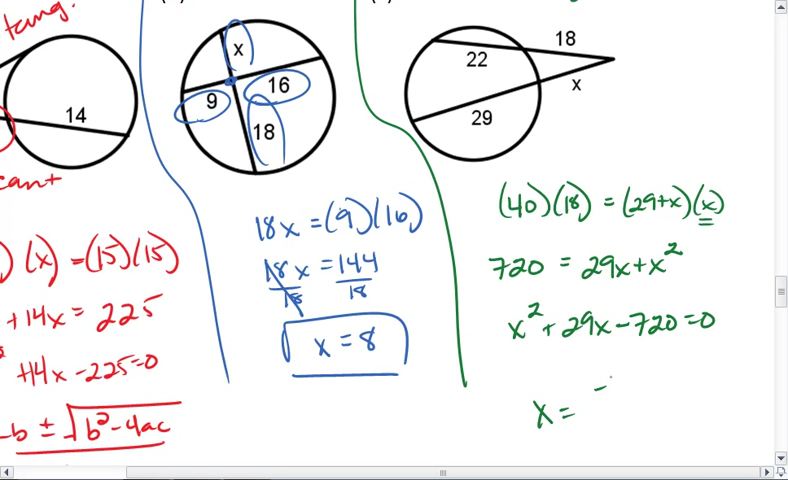 tang.
14
cant
) (x) = (15)(15)
+14x = 225
+14x - 225=0
-b ± √b² - 4ac
x
9
16
18
18x = (9)(16)
18x = 144
18 18
x = 8
18
22
x
29
(40)(18) = (29+x)(x)
720 = 29x + x²
x² + 29x - 720 = 0
x = -